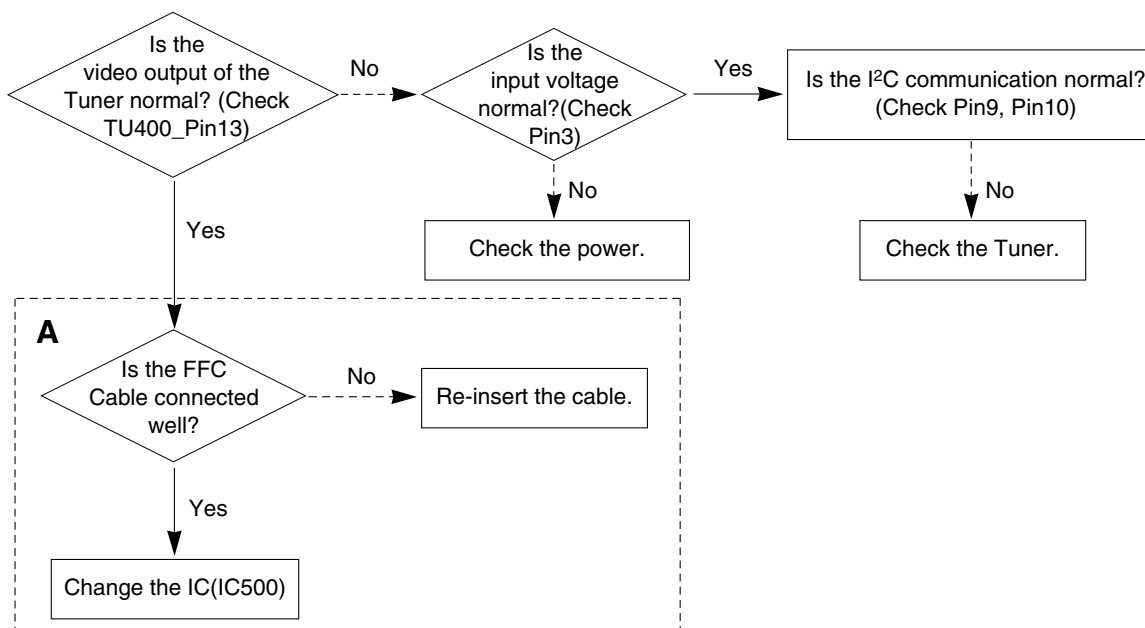 Is the
video output of the
Tuner normal? (Check
TU400_Pin13)
No
Is the
input voltage
normal?(Check
Pin3)
Yes
Is the I²C communication normal?
(Check Pin9, Pin10)
No
Check the power.
No
Check the Tuner.
Yes
A
Is the FFC
Cable connected
well?
No
Re-insert the cable.
Yes
Change the IC(IC500)